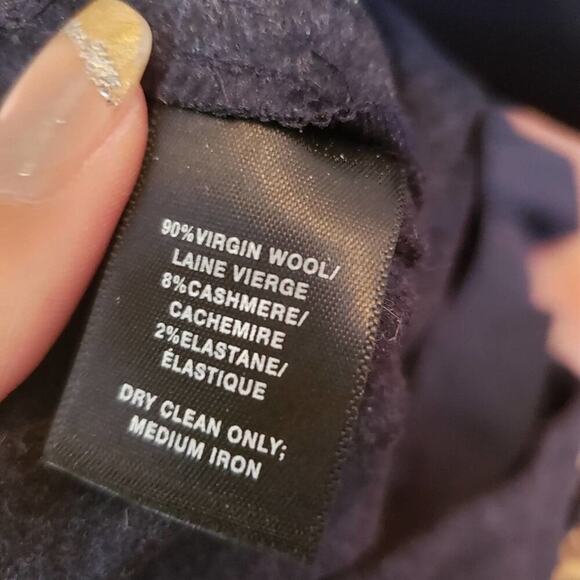 90%VIRGIN WOOL/
LAINE VIERGE
8%CASHMERE/
CACHEMIRE
2%ELASTANE/
ÉLASTIQUE
DRY CLEAN ONLY;
MEDIUM IRON